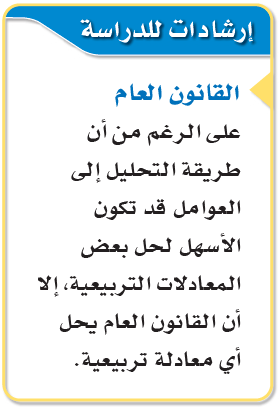 إرشادات للدراسة
القانون العام
على الرغم من أن
طريقة التحليل إلى
العوامل قد تكون
الأسهل لحل بعض
المعادلات التربيعية، إلا
أن القانون العام يحل
أي معادلة تربيعية.